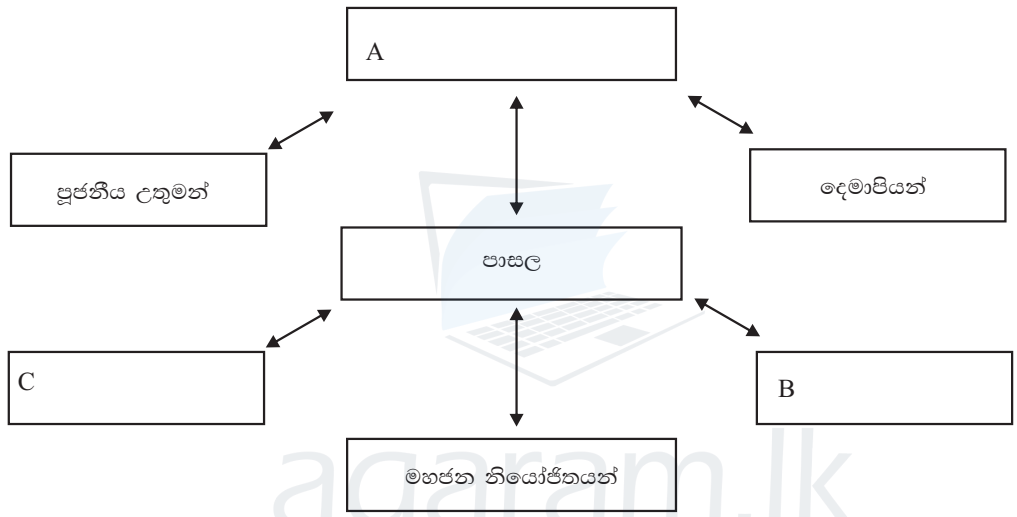 A
පූජනීය උතුමන්
දෙමාපියන්
පාසල
C
B
මහජන නියෝජිතයන්
agaram.lk